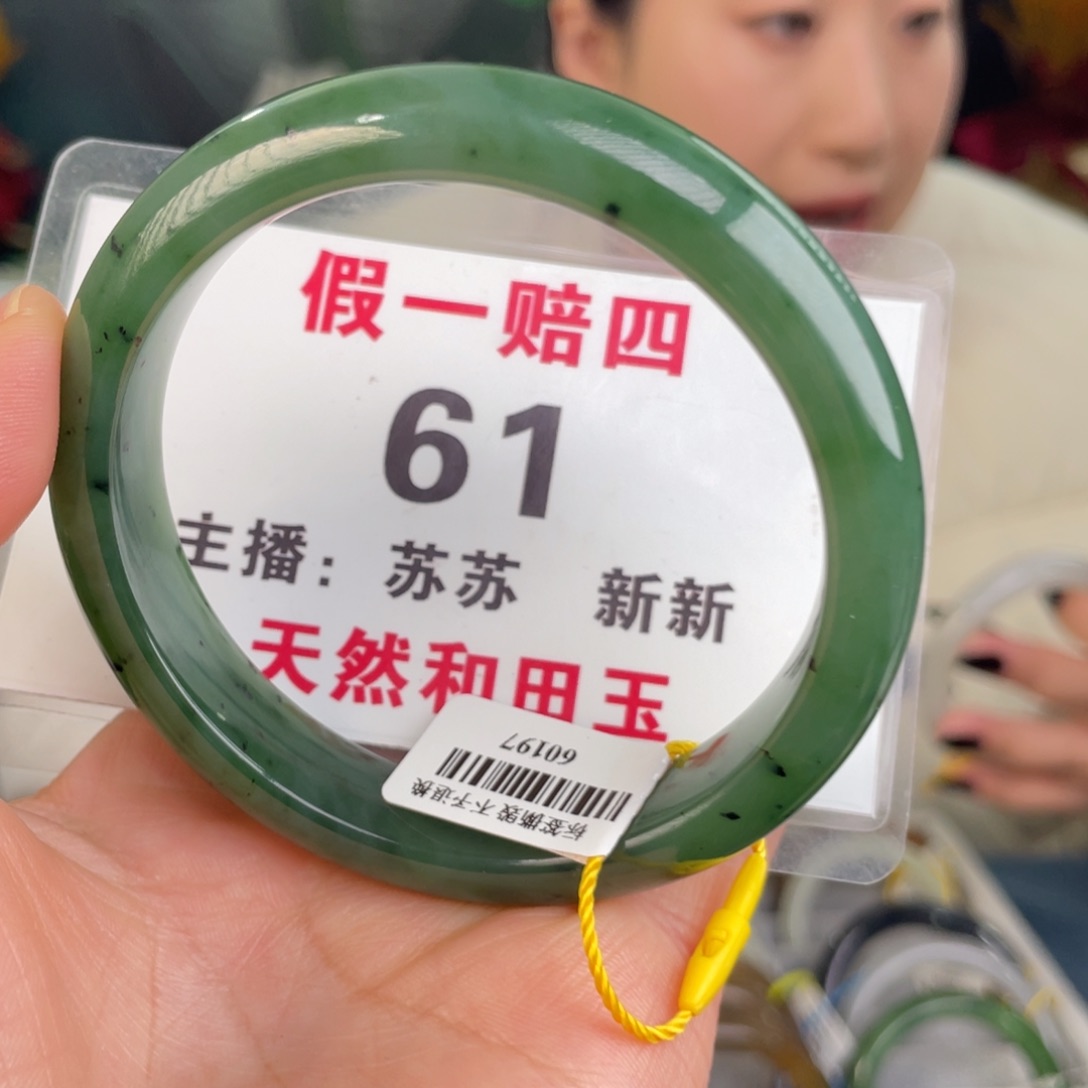 假一赔四
61
主播：苏苏 新新
天然和田玉
60197
标签撕毁不予退换